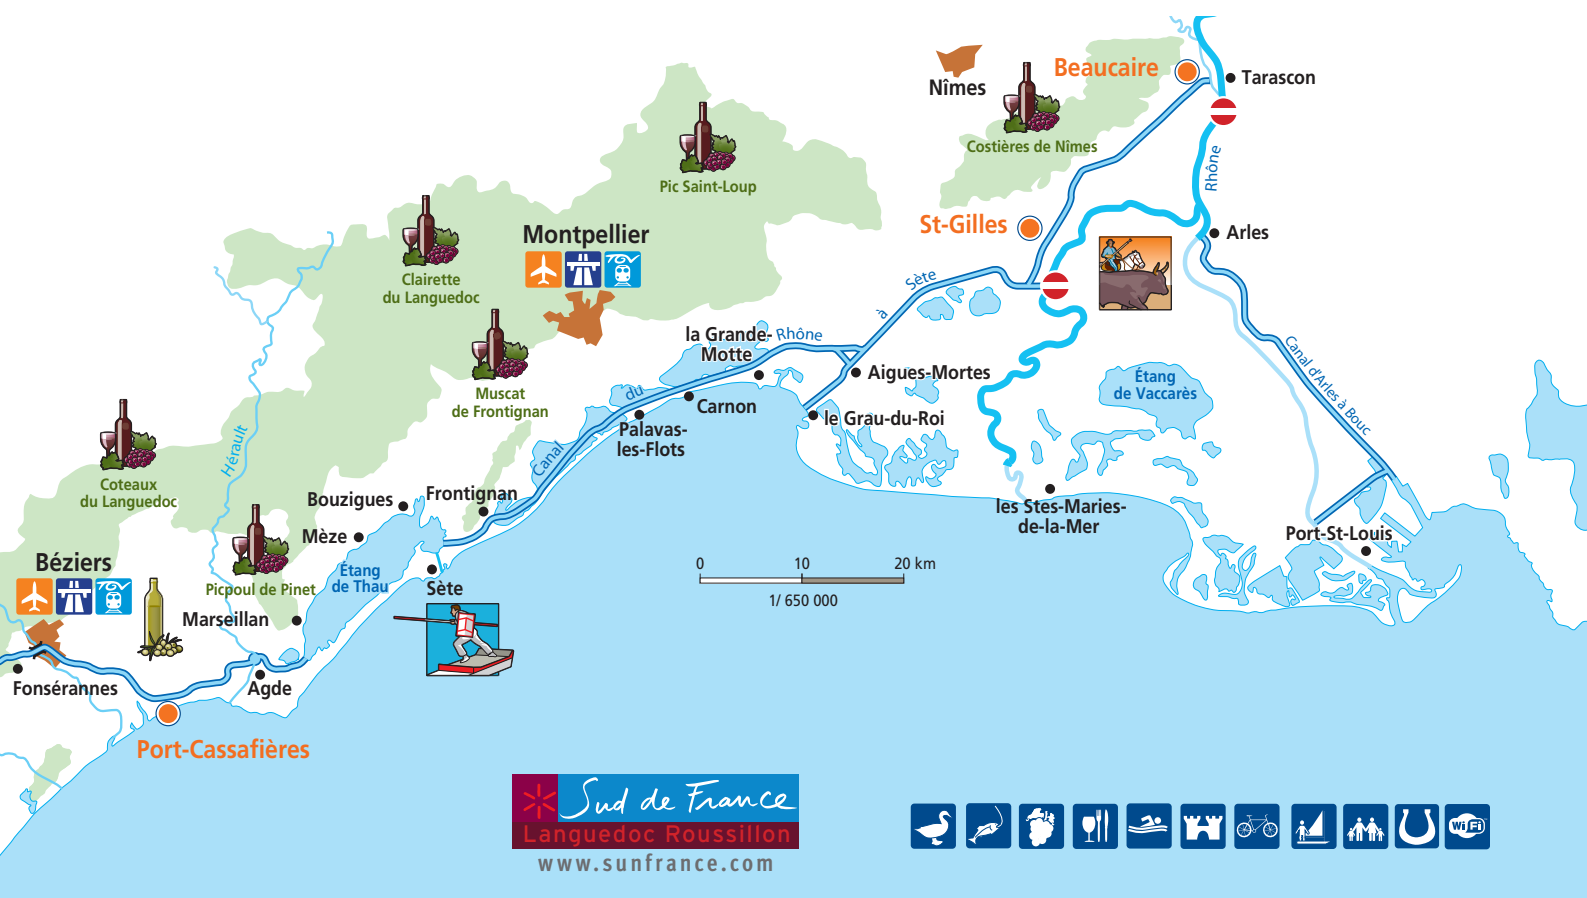 Beaucaire
Tarascon
Nîmes
Costières de Nîmes
Rhône
Pic Saint-Loup
St-Gilles
Arles
Montpellier
TGV
Clairette
du Languedoc
Sète
à
Rhône
du
Canal
la Grande-
Motte
Canal d'Arles à Bouc
Aigues-Mortes
Étang
de Vaccarès
Muscat
de Frontignan
Carnon
le Grau-du-Roi
Palavas-
les-Flots
Hérault
Coteaux
du Languedoc
Bouzigues
Frontignan
les Stes-Maries-
de-la-Mer
Mèze
Port-St-Louis
Béziers
TGV
Étang
de Thau
Picpoul de Pinet
Sète
0 10 20 km
1/ 650 000
Marseillan
Fonsérannes
Agde
Port-Cassafières
Sud de France
Languedoc Roussillon
www.sunfrance.com
WiFi